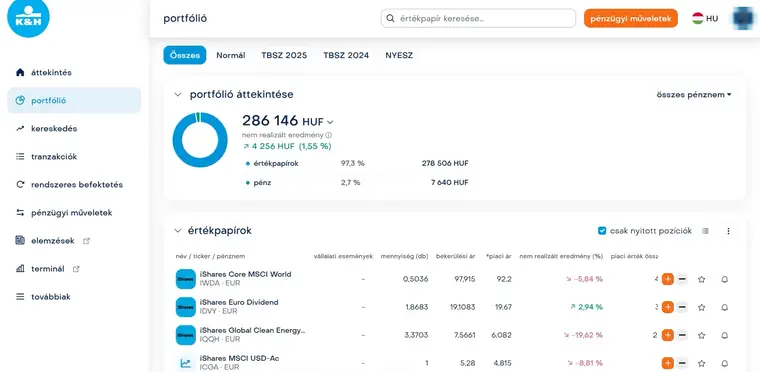 K&H
portfólió
értékpapír keresése...
pénzügyi műveletek
HU
áttekintés
portfólió
kereskedés
tranzakciók
rendszeres befektetés
pénzügyi műveletek
elemzések
terminál
továbbiak
Összes Normál TBSZ 2025 TBSZ 2024 NYESZ
portfólió áttekintése
összes pénznem
286 146 HUF
nem realizált eredmény
4 256 HUF (1,55 %)
értékpapírok 97,3 % 278 506 HUF
pénz 2,7 % 7 640 HUF
értékpapírok
csak nyitott pozíciók
név / ticker / pénznem vállalati események mennyiség (db) bekerülési ár *piaci ár nem realizált eredmény (%) piaci érték össz
iShares iShares Core MSCI World
IWDA · EUR – 0,5036 97,915 92,2 -5,84 % 4
iShares iShares Euro Dividend
IDVY · EUR – 1,8683 19,1083 19,67 2,94 % 3
iShares iShares Global Clean Energy...
IQQH · EUR – 3,3703 7,5661 6.082 -19,62 % 2
iShares MSCI USD-Ac
ICGA · EUR – 1 5,28 4.815 -8,81 %